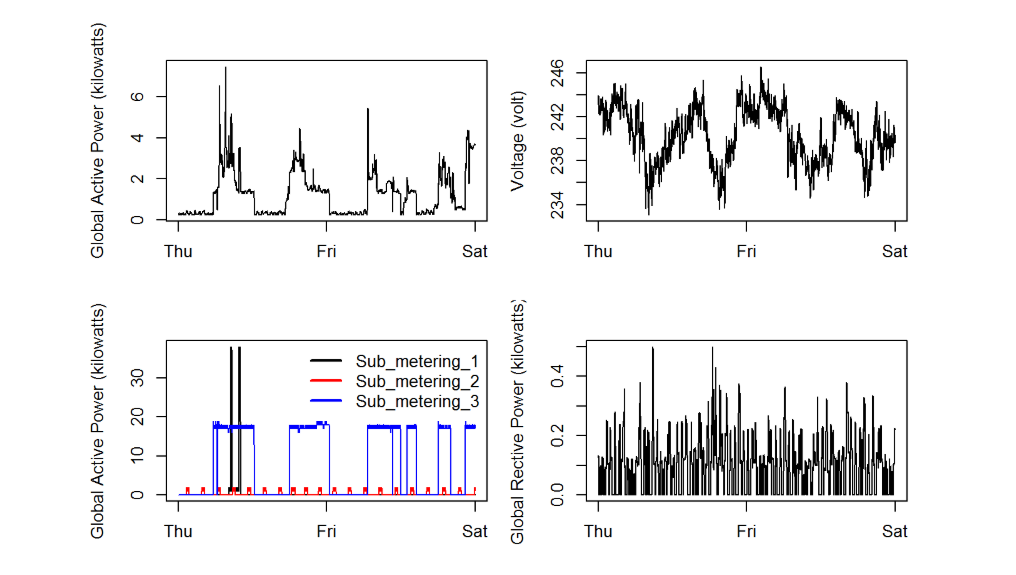 Global Active Power (kilowatts)
0 2 4 6
Thu Fri Sat
Voltage (volt)
234 238 242 246
Thu Fri Sat
Global Active Power (kilowatts)
0 10 20 30
Sub_metering_1
Sub_metering_2
Sub_metering_3
Thu Fri Sat
Global Rective Power (kilowatts)
0.0 0.2 0.4
Thu Fri Sat